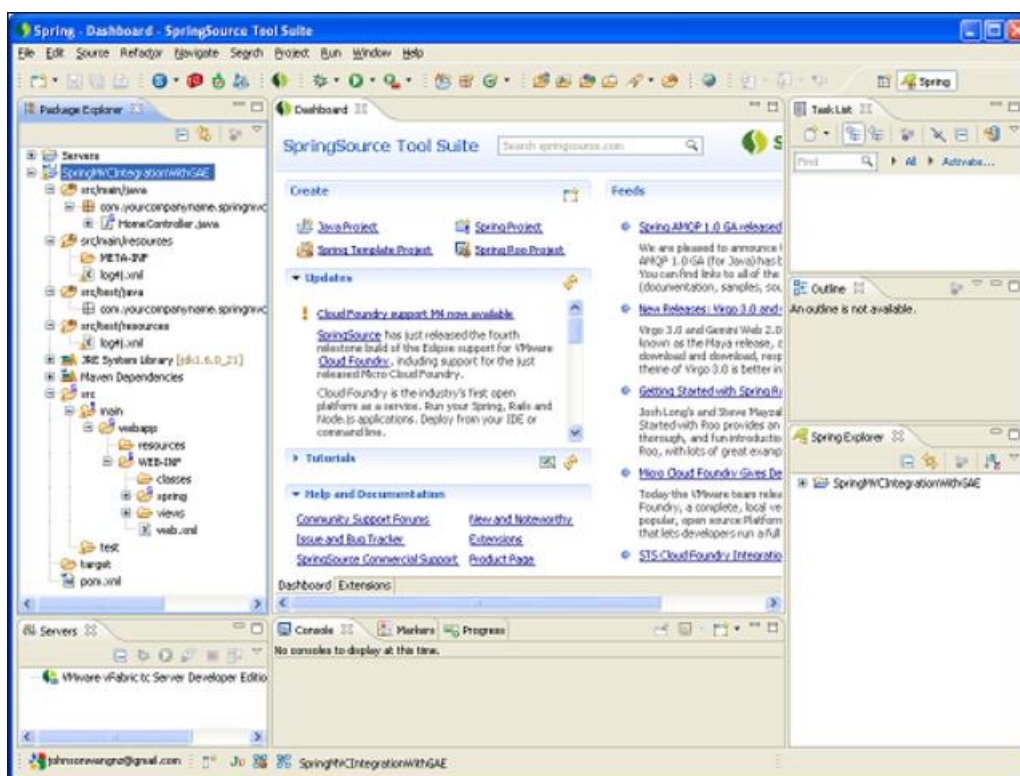 Spring - Dashboard - SpringSource Tool Suite
File Edit Source Refactor Navigate Search Project Run Window Help
Spring
Package Explorer
Servers
SpringMVCIntegrationWithGAE
src/main/java
com.yourcompanyname.springmvc
HomeController.java
src/main/resources
META-INF
log4j.xml
src/test/java
com.yourcompanyname.springmvc
src/test/resources
log4j.xml
JRE System Library [jdk1.6.0_21]
Maven Dependencies
src
main
webapp
resources
WEB-INF
classes
spring
views
web.xml
test
target
pom.xml
Servers
VMware vFabric tc Server Developer Editio
Dashboard
SpringSource Tool Suite
Search springsource.com
S
Create
Java Project
Spring Project
Spring Template Project
Spring Roo Project
Updates
CloudFoundry support M4 now available
SpringSource has just released the fourth
milestone build of the Eclipse support for VMware
Cloud Foundry, including support for the just
released Micro Cloud Foundry.
Cloud Foundry is the industry's first open
platform as a service. Run your Spring, Rails and
Node.js applications. Deploy from your IDE or
command line.
Tutorials
Help and Documentation
Community Support Forums
New and Noteworthy
Issue and Bug Tracker
Extensions
SpringSource Commercial Support
Product Page
Feeds
Spring AMQP 1.0 GA released
We are pleased to announce t
AMQP 1.0 GA (for Java) has b
You can find links to all of the
(documentation, samples, sou
New Releases: Virgo 3.0 and
Virgo 3.0 and Gemini Web 2.0
known as the Maya release, a
download and download, resp
theme of Virgo 3.0 is better in
Getting Started with Spring R
Josh Long's and Steve Mayzak
Started with Roo provides an
thorough, and fun introductio
Roo, with lots of great examp
Micro Cloud Foundry Gives De
Today the VMware team relea
Foundry, a complete, local ve
popular, open source Platform
that lets developers run a full
STS Cloud Foundry Integratio
Dashboard Extensions
Console Markers Progress
No consoles to display at this time.
Task List
Find
All Activate...
Outline
An outline is not available.
Spring Explorer
SpringMVCIntegrationWithGAE
johnsonwangnz@gmail.com
Ju
SpringMVCIntegrationWithGAE